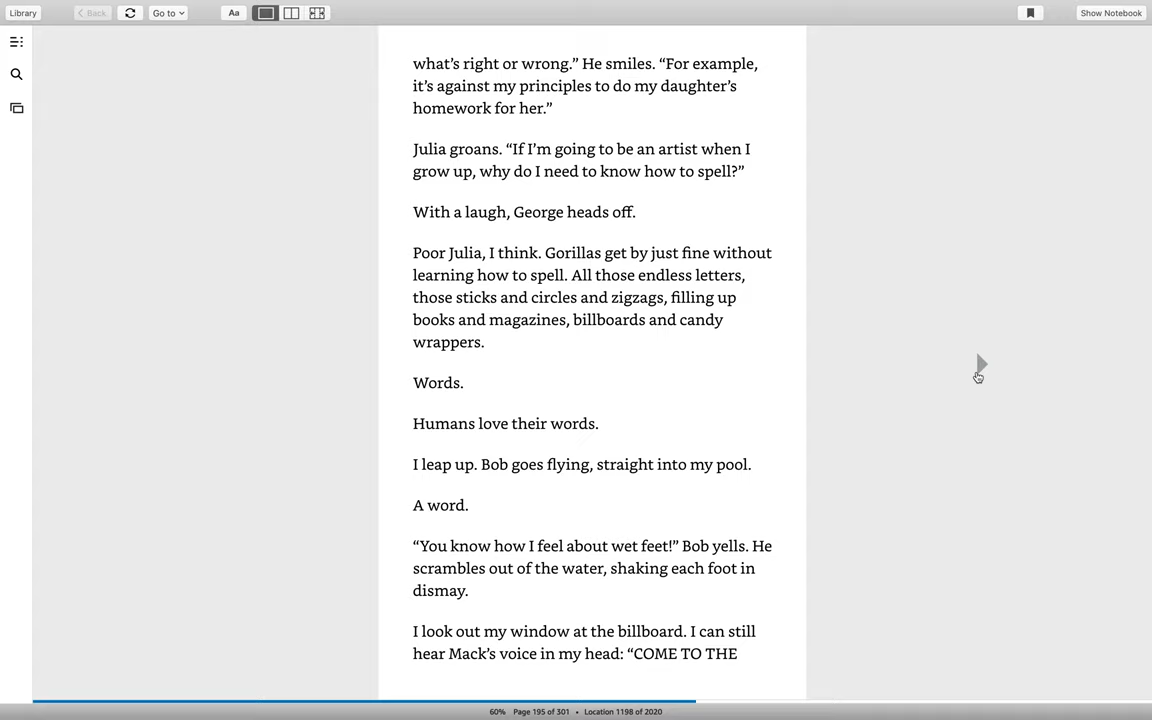 Library
Back
Go to
Aa
Show Notebook
what's right or wrong.” He smiles. “For example,
it's against my principles to do my daughter's
homework for her.”
Julia groans. “If I'm going to be an artist when I
grow up, why do I need to know how to spell?”
With a laugh, George heads off.
Poor Julia, I think. Gorillas get by just fine without
learning how to spell. All those endless letters,
those sticks and circles and zigzags, filling up
books and magazines, billboards and candy
wrappers.
Words.
Humans love their words.
I leap up. Bob goes flying, straight into my pool.
A word.
“You know how I feel about wet feet!” Bob yells. He
scrambles out of the water, shaking each foot in
dismay.
I look out my window at the billboard. I can still
hear Mack's voice in my head: “COME TO THE
60% Page 195 of 301 • Location 1198 of 2020